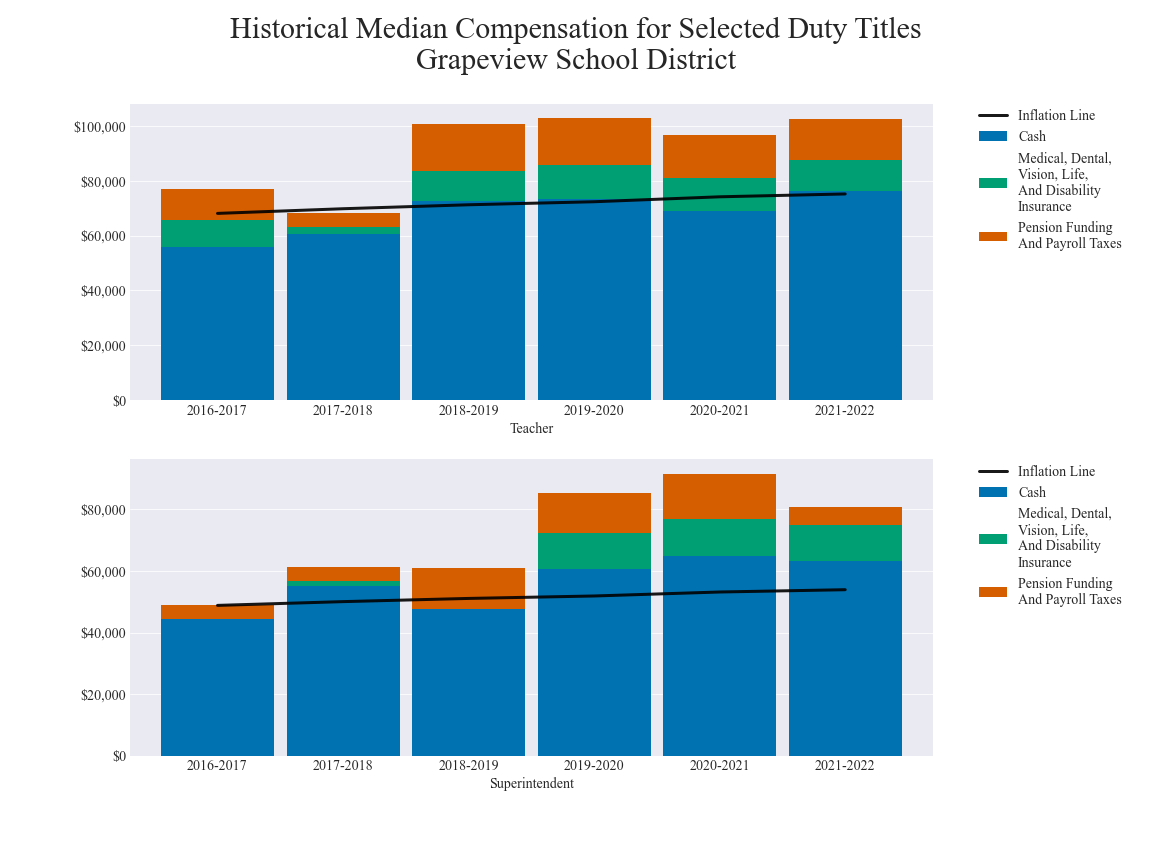 Historical Median Compensation for Selected Duty Titles
Grapeview School District
$100,000
$80,000
$60,000
$40,000
$20,000
$0
2016-2017
2017-2018
2018-2019
2019-2020
2020-2021
2021-2022
Teacher
Inflation Line
Cash
Medical, Dental,
Vision, Life,
And Disability
Insurance
Pension Funding
And Payroll Taxes
$80,000
$60,000
$40,000
$20,000
$0
2016-2017
2017-2018
2018-2019
2019-2020
2020-2021
2021-2022
Superintendent
Inflation Line
Cash
Medical, Dental,
Vision, Life,
And Disability
Insurance
Pension Funding
And Payroll Taxes